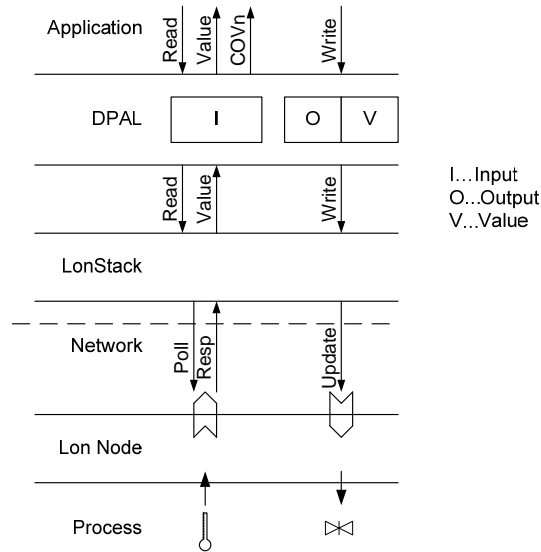 Application
Read
Value
COVn
Write
DPAL
I
O
V
I...Input
O...Output
V...Value
Read
Value
Write
LonStack
Network
Poll
Resp
Update
Lon Node
Process